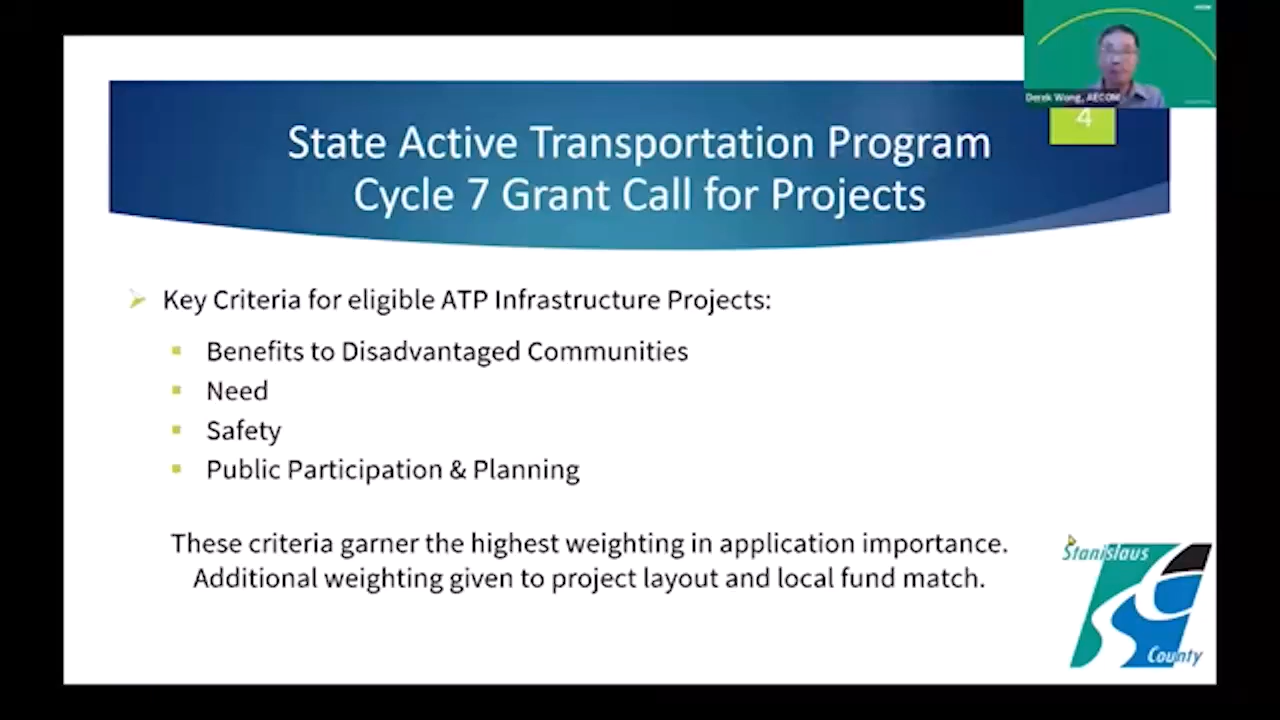 Derek Wong, AECOM
4
State Active Transportation Program
Cycle 7 Grant Call for Projects
Key Criteria for eligible ATP Infrastructure Projects:
Benefits to Disadvantaged Communities
Need
Safety
Public Participation & Planning
These criteria garner the highest weighting in application importance.
Additional weighting given to project layout and local fund match.
Stanislaus
County